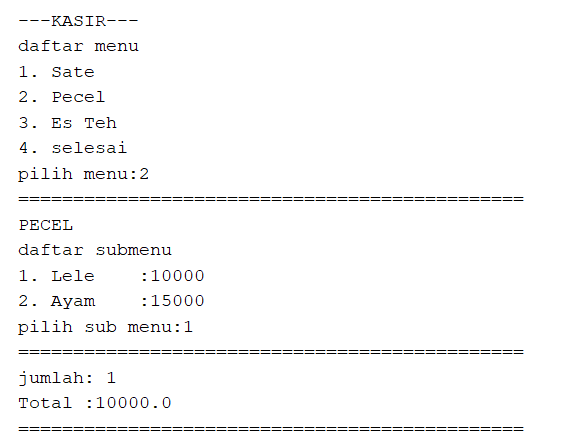 ---KASIR---
daftar menu
1. Sate
2. Pecel
3. Es Teh
4. selesai
pilih menu:2
==============================================
PECEL
daftar submenu
1. Lele    :10000
2. Ayam    :15000
pilih sub menu:1
==============================================
jumlah: 1
Total :10000.0
==============================================